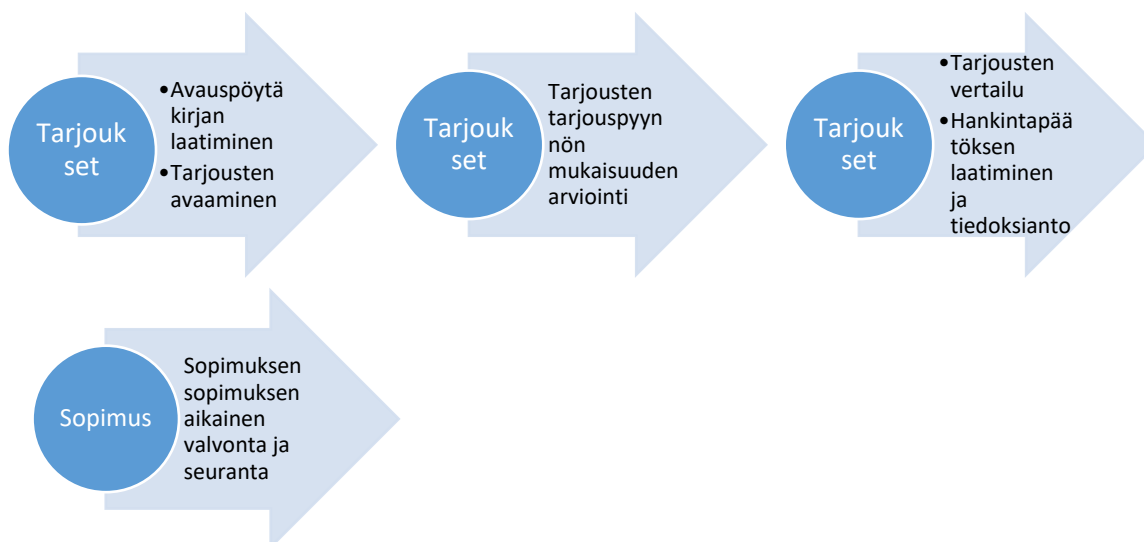 Tarjouk
set
•Avauspöytä
kirjan
laatiminen
•Tarjousten
avaaminen
Tarjouk
set
Tarjousten
tarjouspyyn
nön
mukaisuuden
arviointi
Tarjouk
set
•Tarjousten
vertailu
•Hankintapää
töksen
laatiminen
ja
tiedoksianto
Sopimus
Sopimuksen
sopimuksen
aikainen
valvonta ja
seuranta